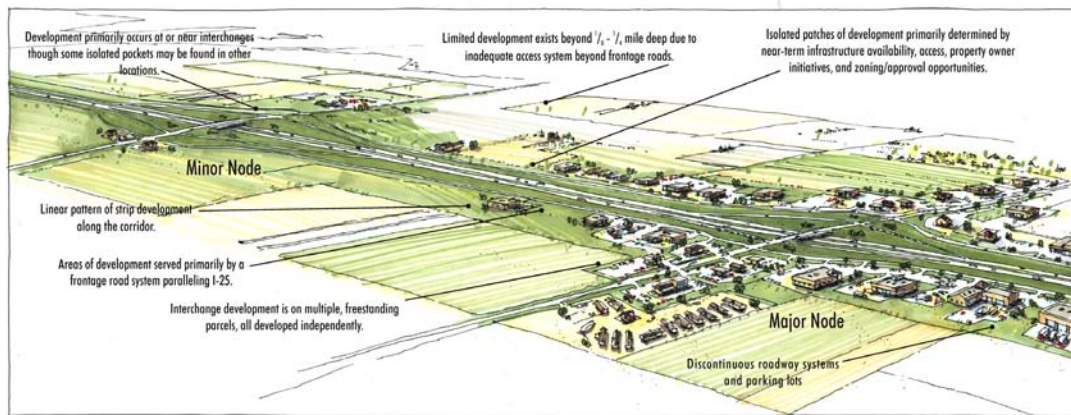 Development primarily occurs at or near interchanges
though some isolated pockets may be found in other
locations.
Limited development exists beyond 1/8 - 1/4 mile deep due to
inadequate access system beyond frontage roads.
Isolated patches of development primarily determined by
near-term infrastructure availability, access, property owner
initiatives, and zoning/approval opportunities.
Minor Node
Linear pattern of strip development
along the corridor.
Areas of development served primarily by a
frontage road system paralleling I-25.
Interchange development is on multiple, freestanding
parcels, all developed independently.
Major Node
Discontinuous roadway systems
and parking lots